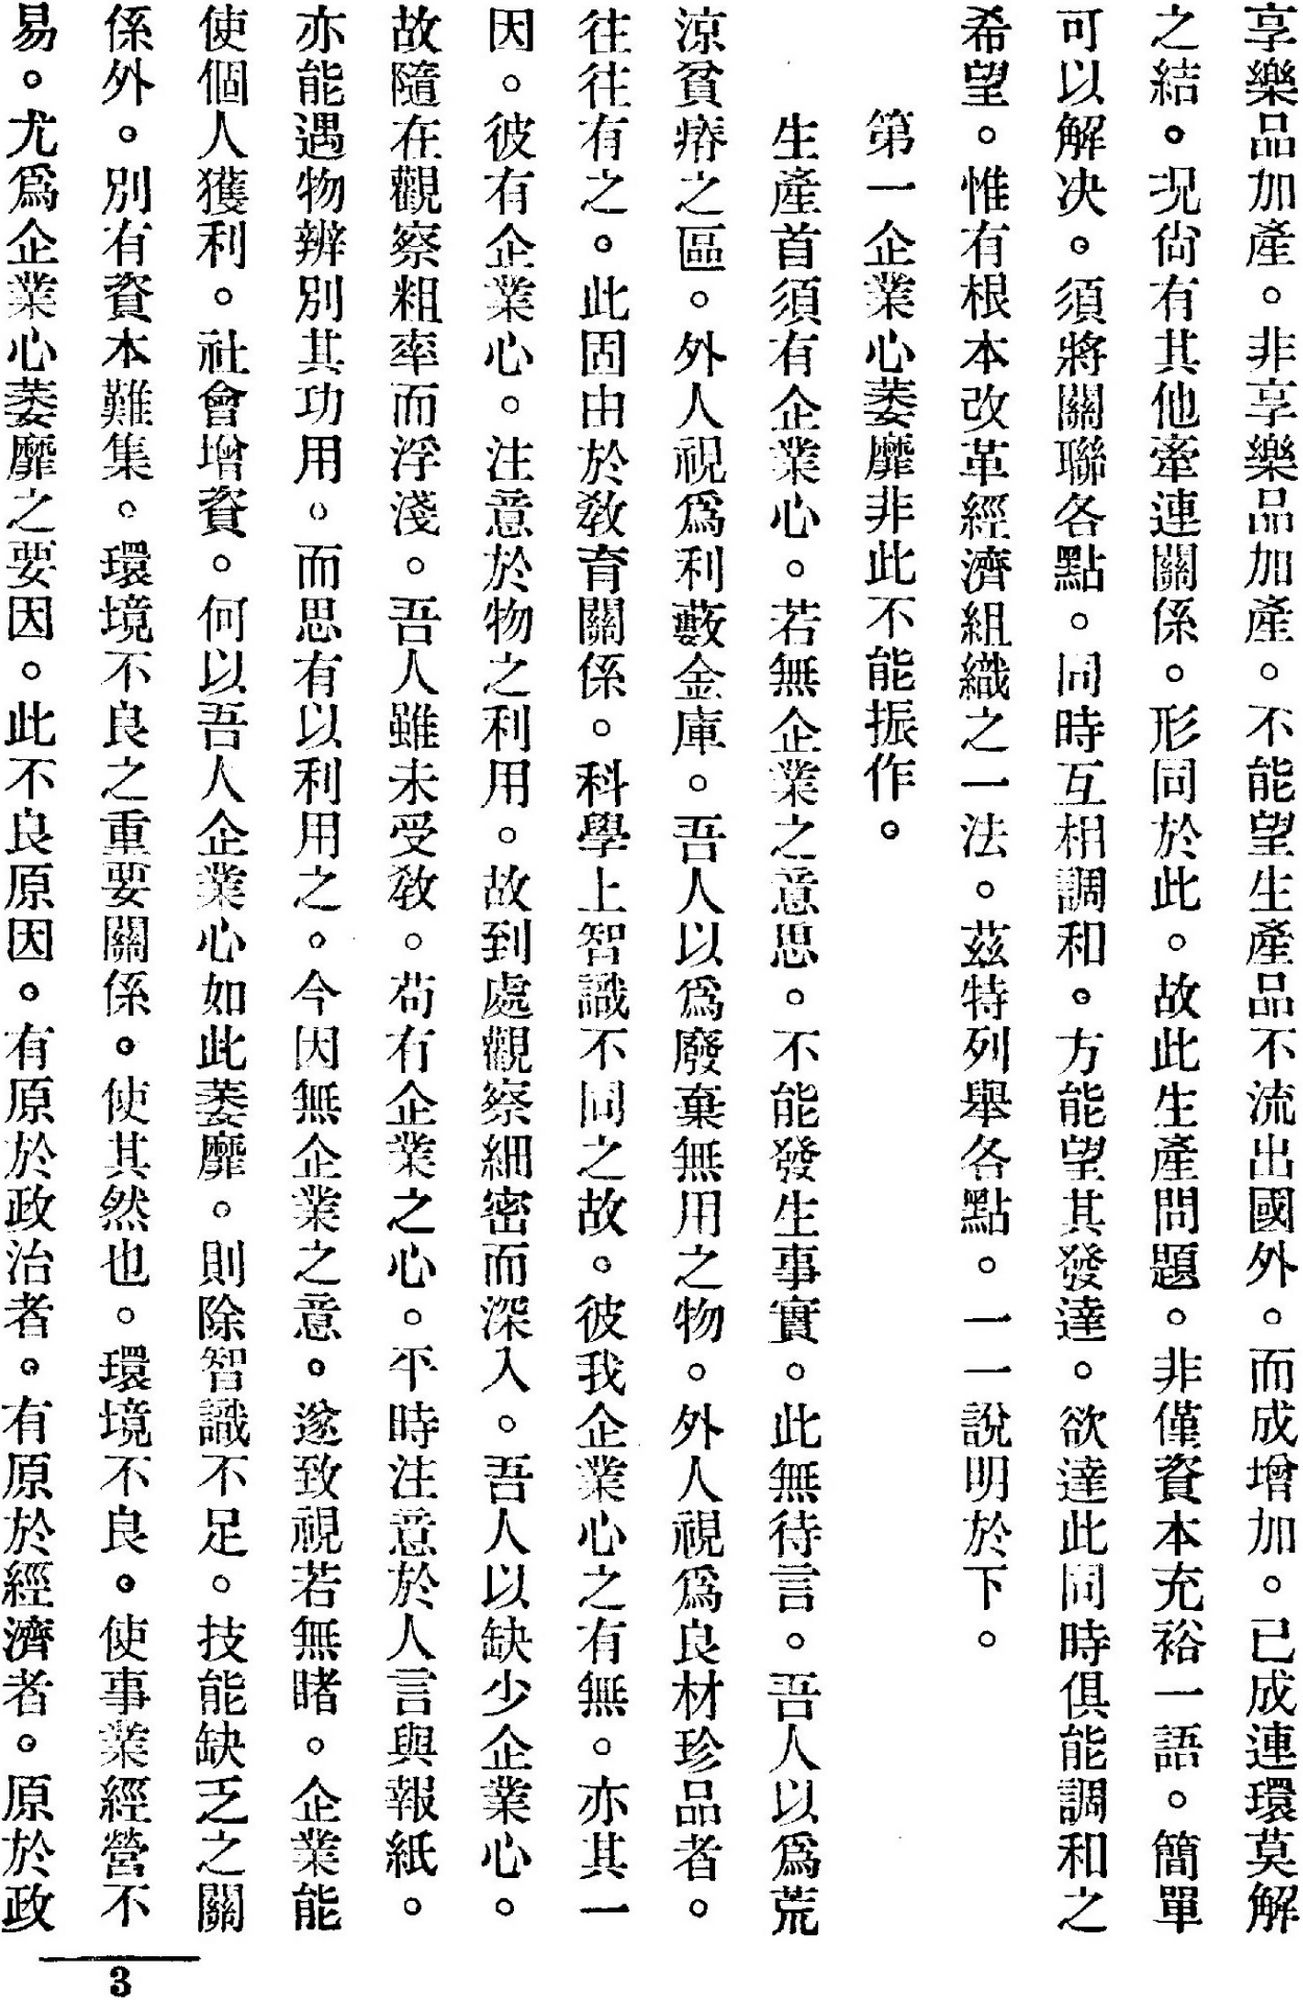 享樂品加產。非享樂品加產。不能望生產品不流出國外。而成增加。已成連環莫解
之結。况尙有其他牽連關係。形同於此。故此生產問題。非僅資本充裕一語。簡單
可以解决。須將關聯各點。同時互相調和。方能望其發達。欲達此同時俱能調和之
希望。惟有根本改革經濟組織之一法。茲特列舉各點。一一說明於下。
第一企業心萎靡非此不能振作。
生產首須有企業心。若無企業之意思。不能發生事實。此無待言。吾人以爲荒
涼貧瘠之區。外人視爲利藪金庫。吾人以爲廢棄無用之物。外人視爲良材珍品者。
往往有之。此固由於敎育關係。科學上智識不同之故。彼我企業心之有無。亦其一
因。彼有企業心。注意於物之利用。故到處觀察細密而深入。吾人以缺少企業心。
故隨在觀察粗率而浮淺。吾人雖未受敎。苟有企業之心。平時注意於人言與報紙。
亦能遇物辨別其功用。而思有以利用之。今因無企業之意。遂致視若無睹。企業能
使個人獲利。社會增資。何以吾人企業心如此萎靡。則除智識不足。技能缺乏之關
係外。別有資本難集。環境不良之重要關係。使其然也。環境不良。使事業經營不
易。尤爲企業心萎靡之要因。此不良原因。有原於政治者。有原於經濟者。原於政
3